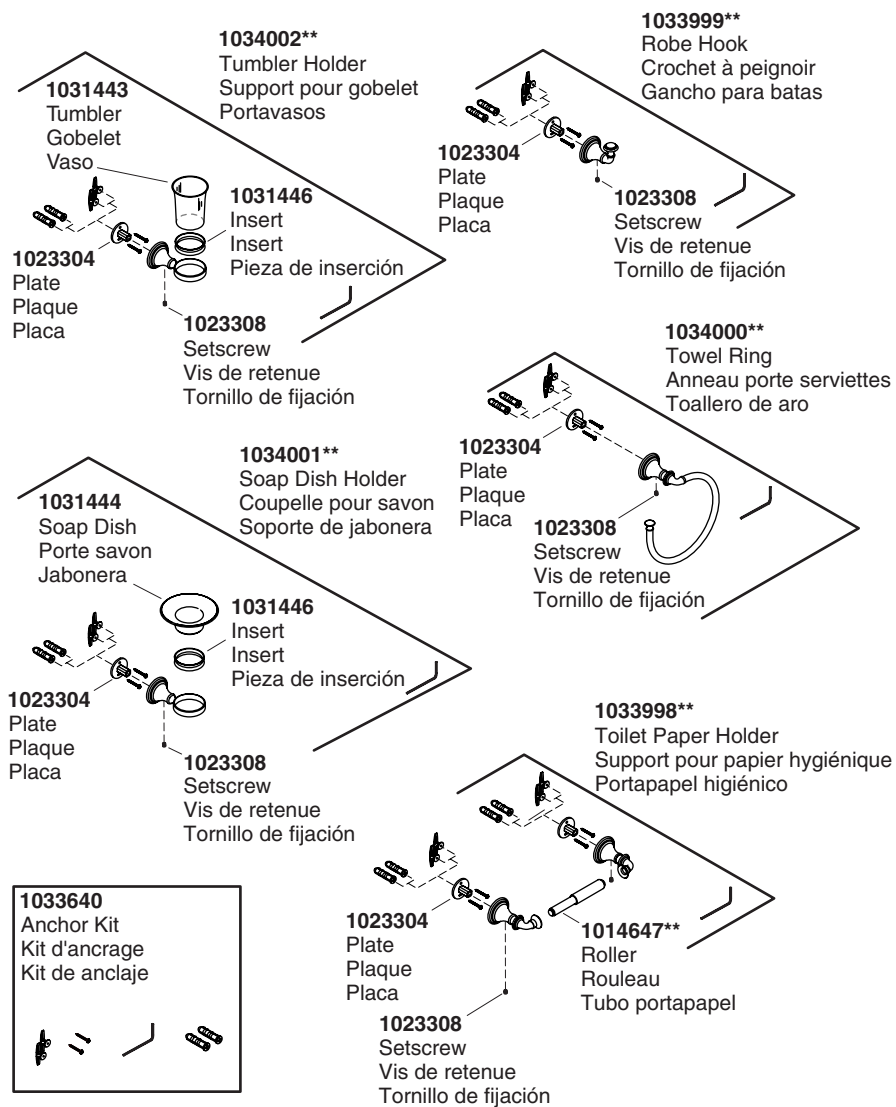 1034002**
Tumbler Holder
Support pour gobelet
Portavasos
1031443
Tumbler
Gobelet
Vaso
1031446
Insert
Insert
Pieza de inserción
1023304
Plate
Plaque
Placa
1023308
Setscrew
Vis de retenue
Tornillo de fijación
1033999**
Robe Hook
Crochet à peignoir
Gancho para batas
1023304
Plate
Plaque
Placa
1023308
Setscrew
Vis de retenue
Tornillo de fijación
1034000**
Towel Ring
Anneau porte serviettes
Toallero de aro
1023304
Plate
Plaque
Placa
1023308
Setscrew
Vis de retenue
Tornillo de fijación
1034001**
Soap Dish Holder
Coupelle pour savon
Soporte de jabonera
1031444
Soap Dish
Porte savon
Jabonera
1031446
Insert
Insert
Pieza de inserción
1023304
Plate
Plaque
Placa
1023308
Setscrew
Vis de retenue
Tornillo de fijación
1033998**
Toilet Paper Holder
Support pour papier hygiénique
Portapapel higiénico
1023304
Plate
Plaque
Placa
1014647**
Roller
Rouleau
Tubo portapapel
1023308
Setscrew
Vis de retenue
Tornillo de fijación
1033640
Anchor Kit
Kit d'ancrage
Kit de anclaje